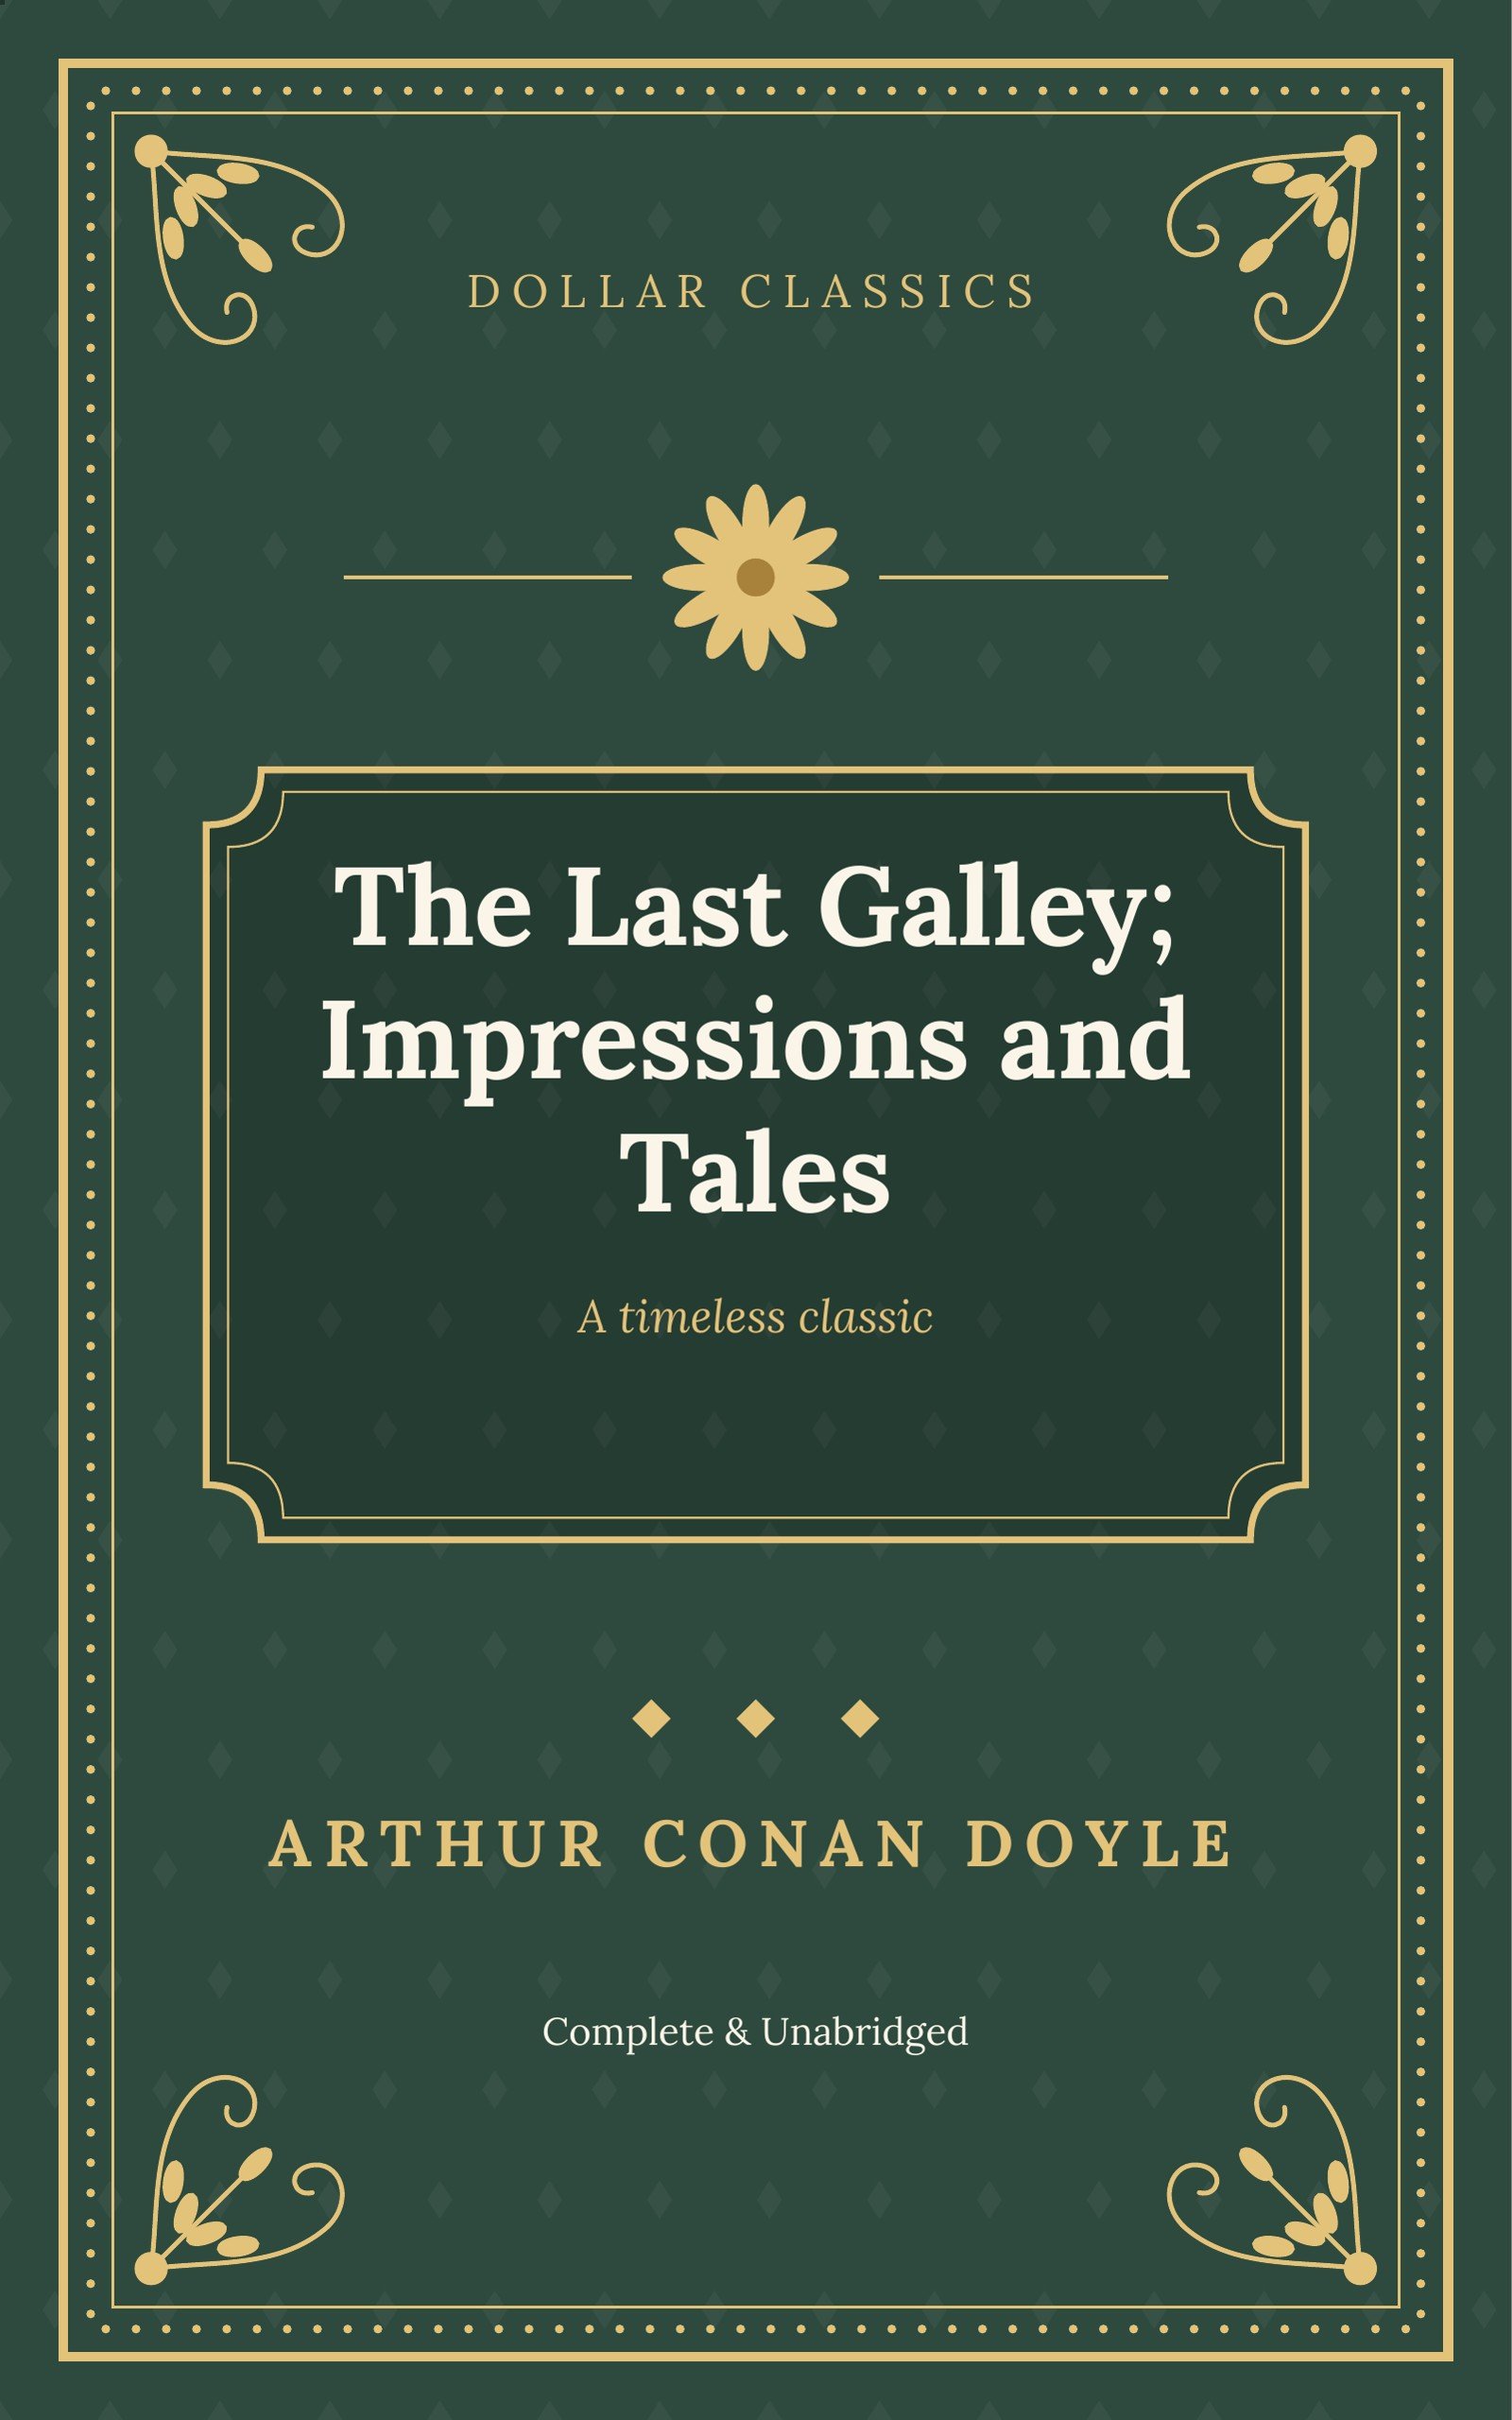 DOLLAR CLASSICS
The Last Galley;
Impressions and
Tales
A timeless classic
ARTHUR CONAN DOYLE
Complete & Unabridged